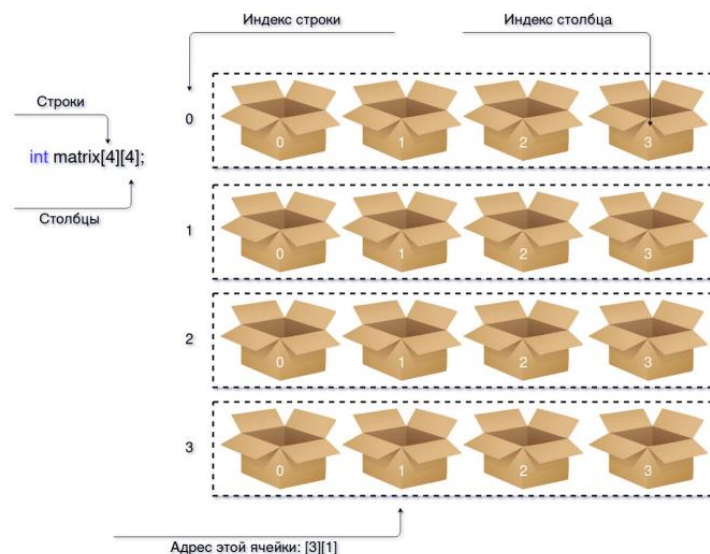 Индекс строки
Индекс столбца
Строки
int matrix[4][4];
Столбцы
0
0 1 2 3
1
0 1 2 3
2
0 1 2 3
3
0 1 2 3
Адрес этой ячейки: [3][1]